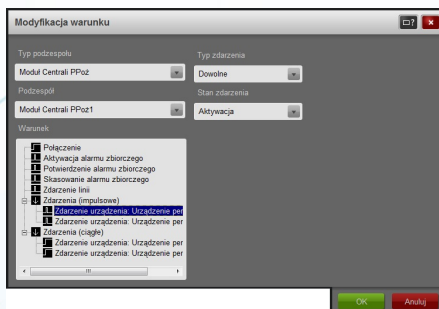 Modyfikacja warunku
Typ podzespołu
Typ zdarzenia
Moduł Centrali PPoż
Dowolne
Podzespół
Stan zdarzenia
Moduł Centrali PPoż1
Aktywacja
Warunek
Połączenie
Aktywacja alarmu zbiorczego
Potwierdzenie alarmu zbiorczego
Skasowanie alarmu zbiorczego
Zdarzenie linii
Zdarzenia (impulsowe)
Zdarzenie urządzenia: Urządzenie per
Zdarzenie urządzenia: Urządzenie per
Zdarzenia (ciągłe)
Zdarzenie urządzenia: Urządzenie per
Zdarzenie urządzenia: Urządzenie per
OK
Anuluj